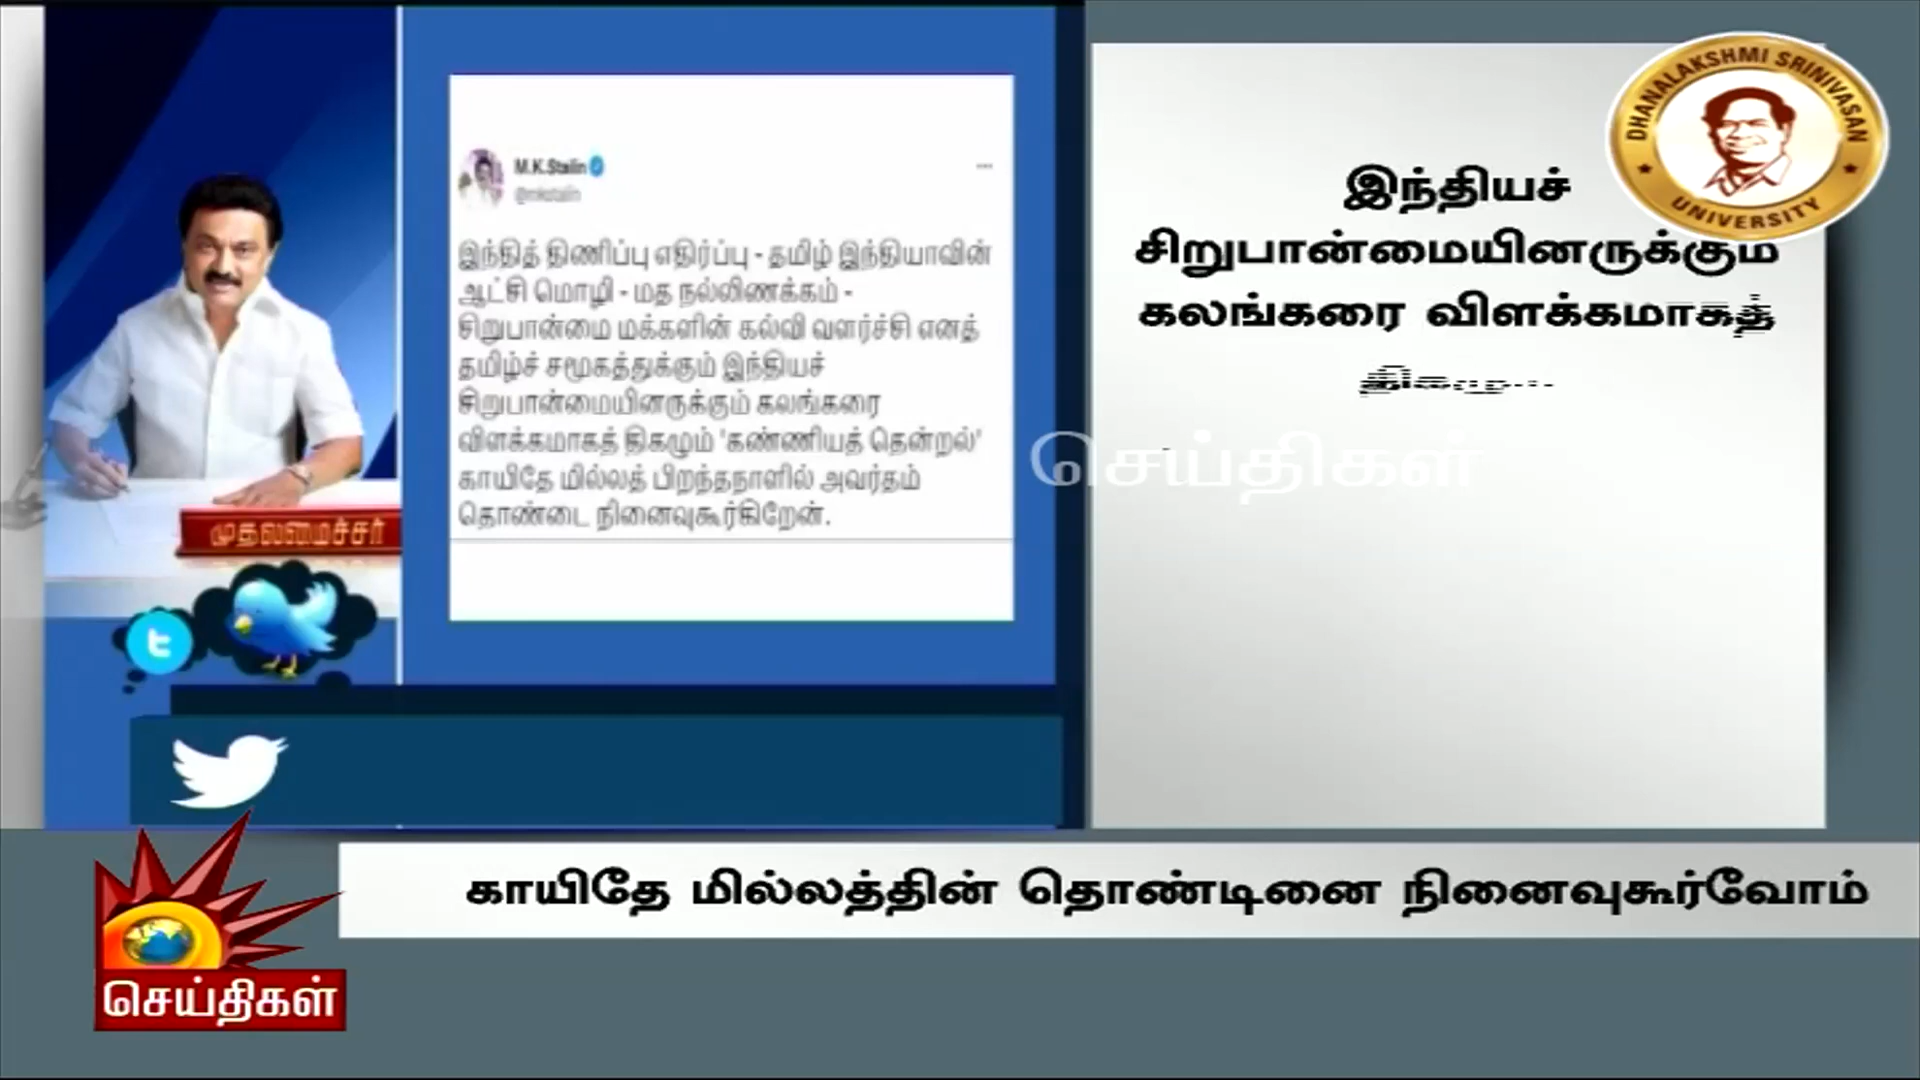 M.K.Stalin
@mkstalin
இந்தித் திணிப்பு எதிர்ப்பு - தமிழ் இந்தியாவின்
ஆட்சி மொழி - மத நல்லிணக்கம் -
சிறுபான்மை மக்களின் கல்வி வளர்ச்சி எனத்
தமிழ்ச் சமூகத்துக்கும் இந்தியச்
சிறுபான்மையினருக்கும் கலங்கரை
விளக்கமாகத் திகழும் 'கண்ணியத் தென்றல்'
காயிதே மில்லத் பிறந்தநாளில் அவர்தம்
தொண்டை நினைவுகூர்கிறேன்.
முதலமைச்சர்
t
இந்தியச்
சிறுபான்மையினருக்கும்
கலங்கரை விளக்கமாகத்
DHANALAKSHMI SRINIVASAN
UNIVERSITY
செய்திகள்
காயிதே மில்லத்தின் தொண்டினை நினைவுகூர்வோம்
செய்திகள்